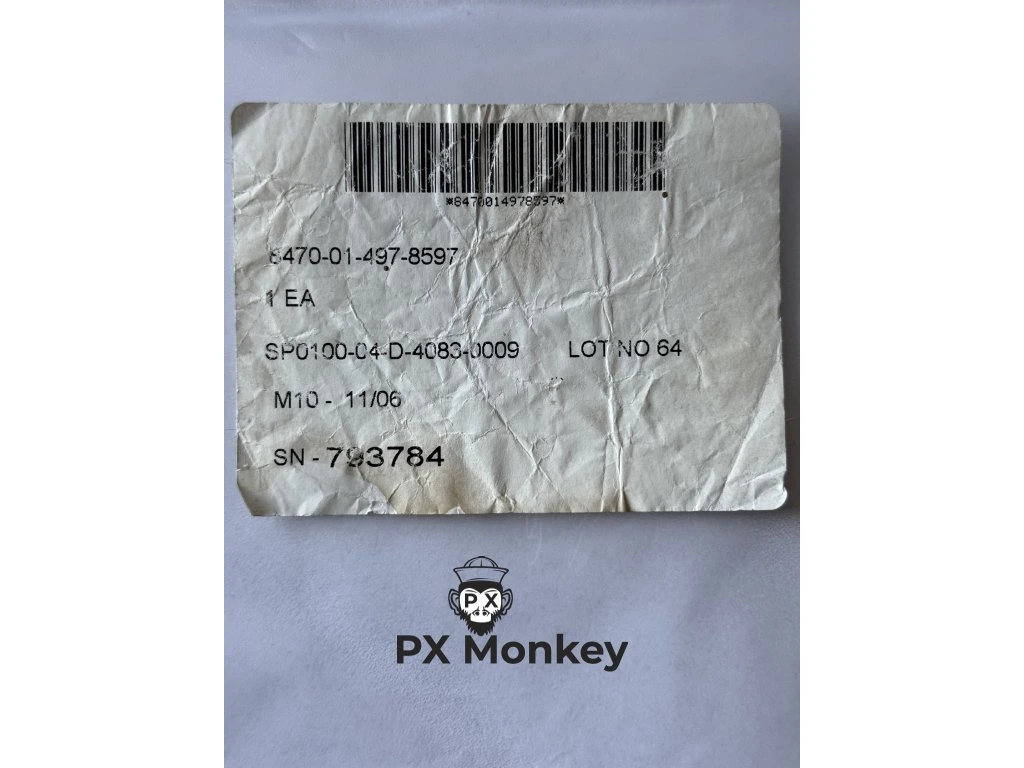 *8470014978597*
8470-01-497-8597
1 EA
SP0100-04-D-4083-0009 LOT NO 64
M10 - 11/06
SN - 793784
PX
PX Monkey